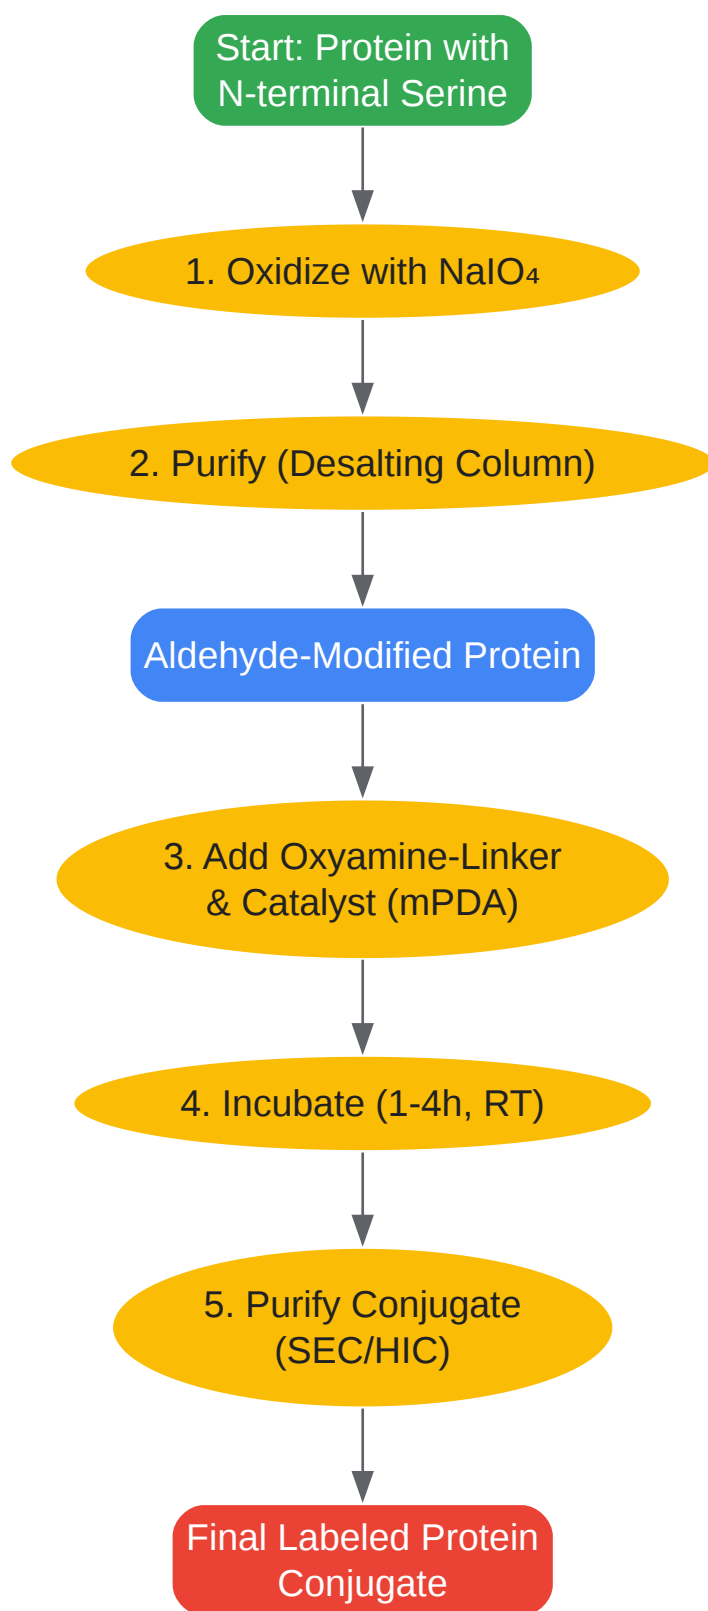 Start: Protein with
N-terminal Serine
1. Oxidize with NaIO₄
2. Purify (Desalting Column)
Aldehyde-Modified Protein
3. Add Oxyamine-Linker
& Catalyst (mPDA)
4. Incubate (1-4h, RT)
5. Purify Conjugate
(SEC/HIC)
Final Labeled Protein
Conjugate